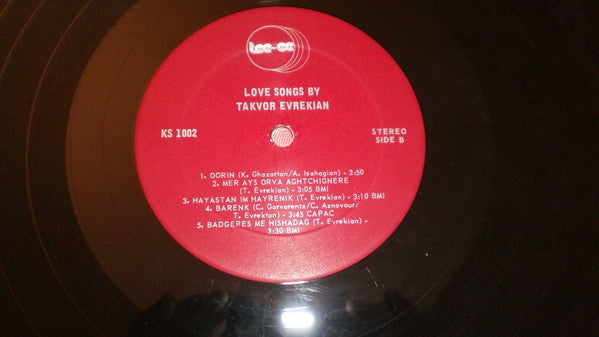 tee-ee
LOVE SONGS BY
TAKVOR EVREKIAN
KS 1002
STEREO
SIDE B
1. OORIN (K. Ghazarian/A. Isahagian) - 3:50
2. MER AYS ORVA AGHTCHIGNERE
(T. Evrekian) - 3:05 BMI
3. HAYASTAN IM HAYRENIK (T. Evrekian) - 3:10 BMI
4. BARENK (C. Garvarentz/C. Aznavour/
T. Evrekian) - 3:45 CAPAC
5. BADGERES ME HISHADAG (T. Evrekian) -
3:30 BMI